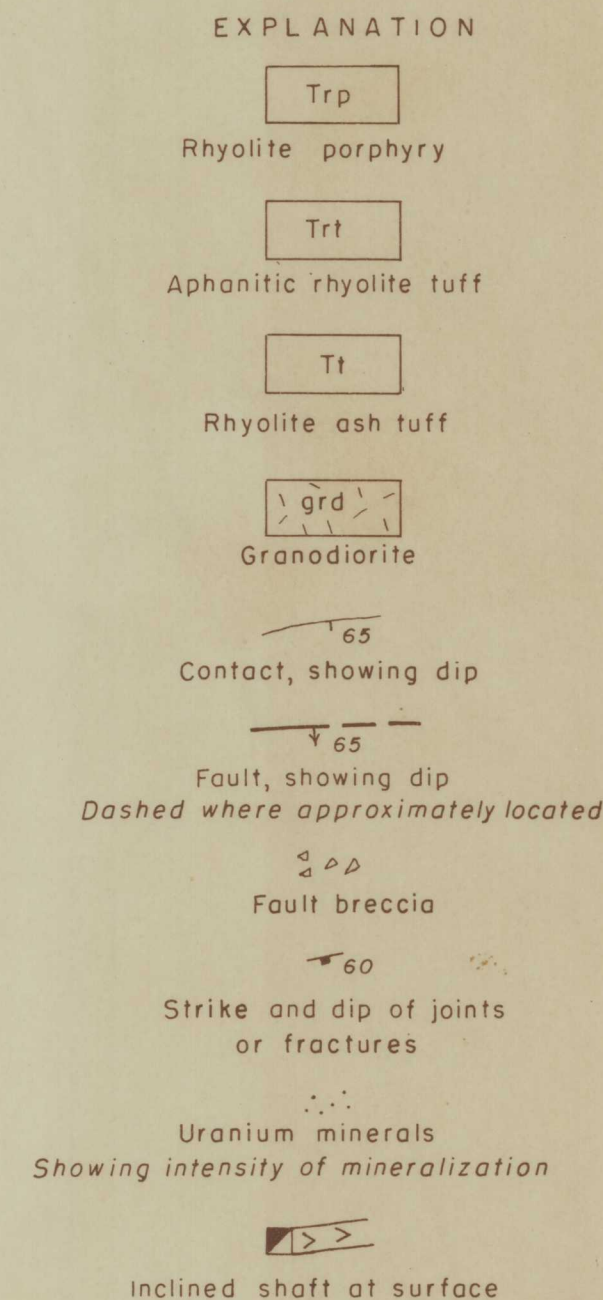 EXPLANATION
Trp
Rhyolite porphyry
Trt
Aphanitic rhyolite tuff
Tt
Rhyolite ash tuff
grd
Granodiorite
65
Contact, showing dip
65
Fault, showing dip
Dashed where approximately located
Fault breccia
60
Strike and dip of joints
or fractures
Uranium minerals
Showing intensity of mineralization
Inclined shaft at surface